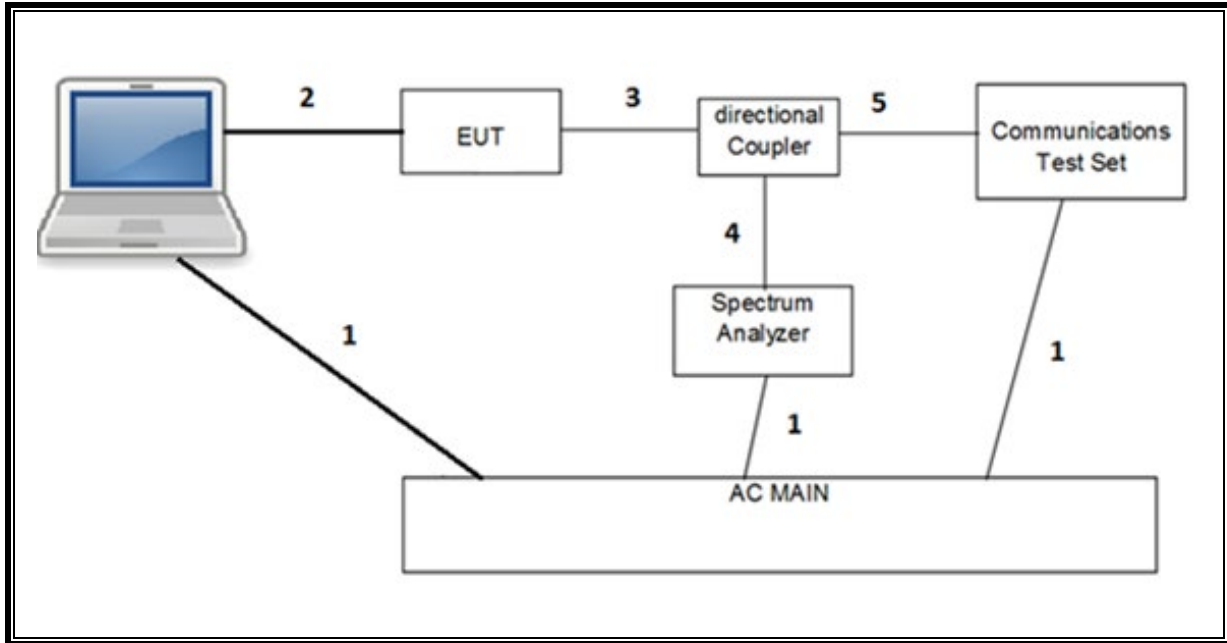 2
EUT
3
directional
Coupler
5
Communications
Test Set
4
Spectrum
Analyzer
1
1
1
AC MAIN